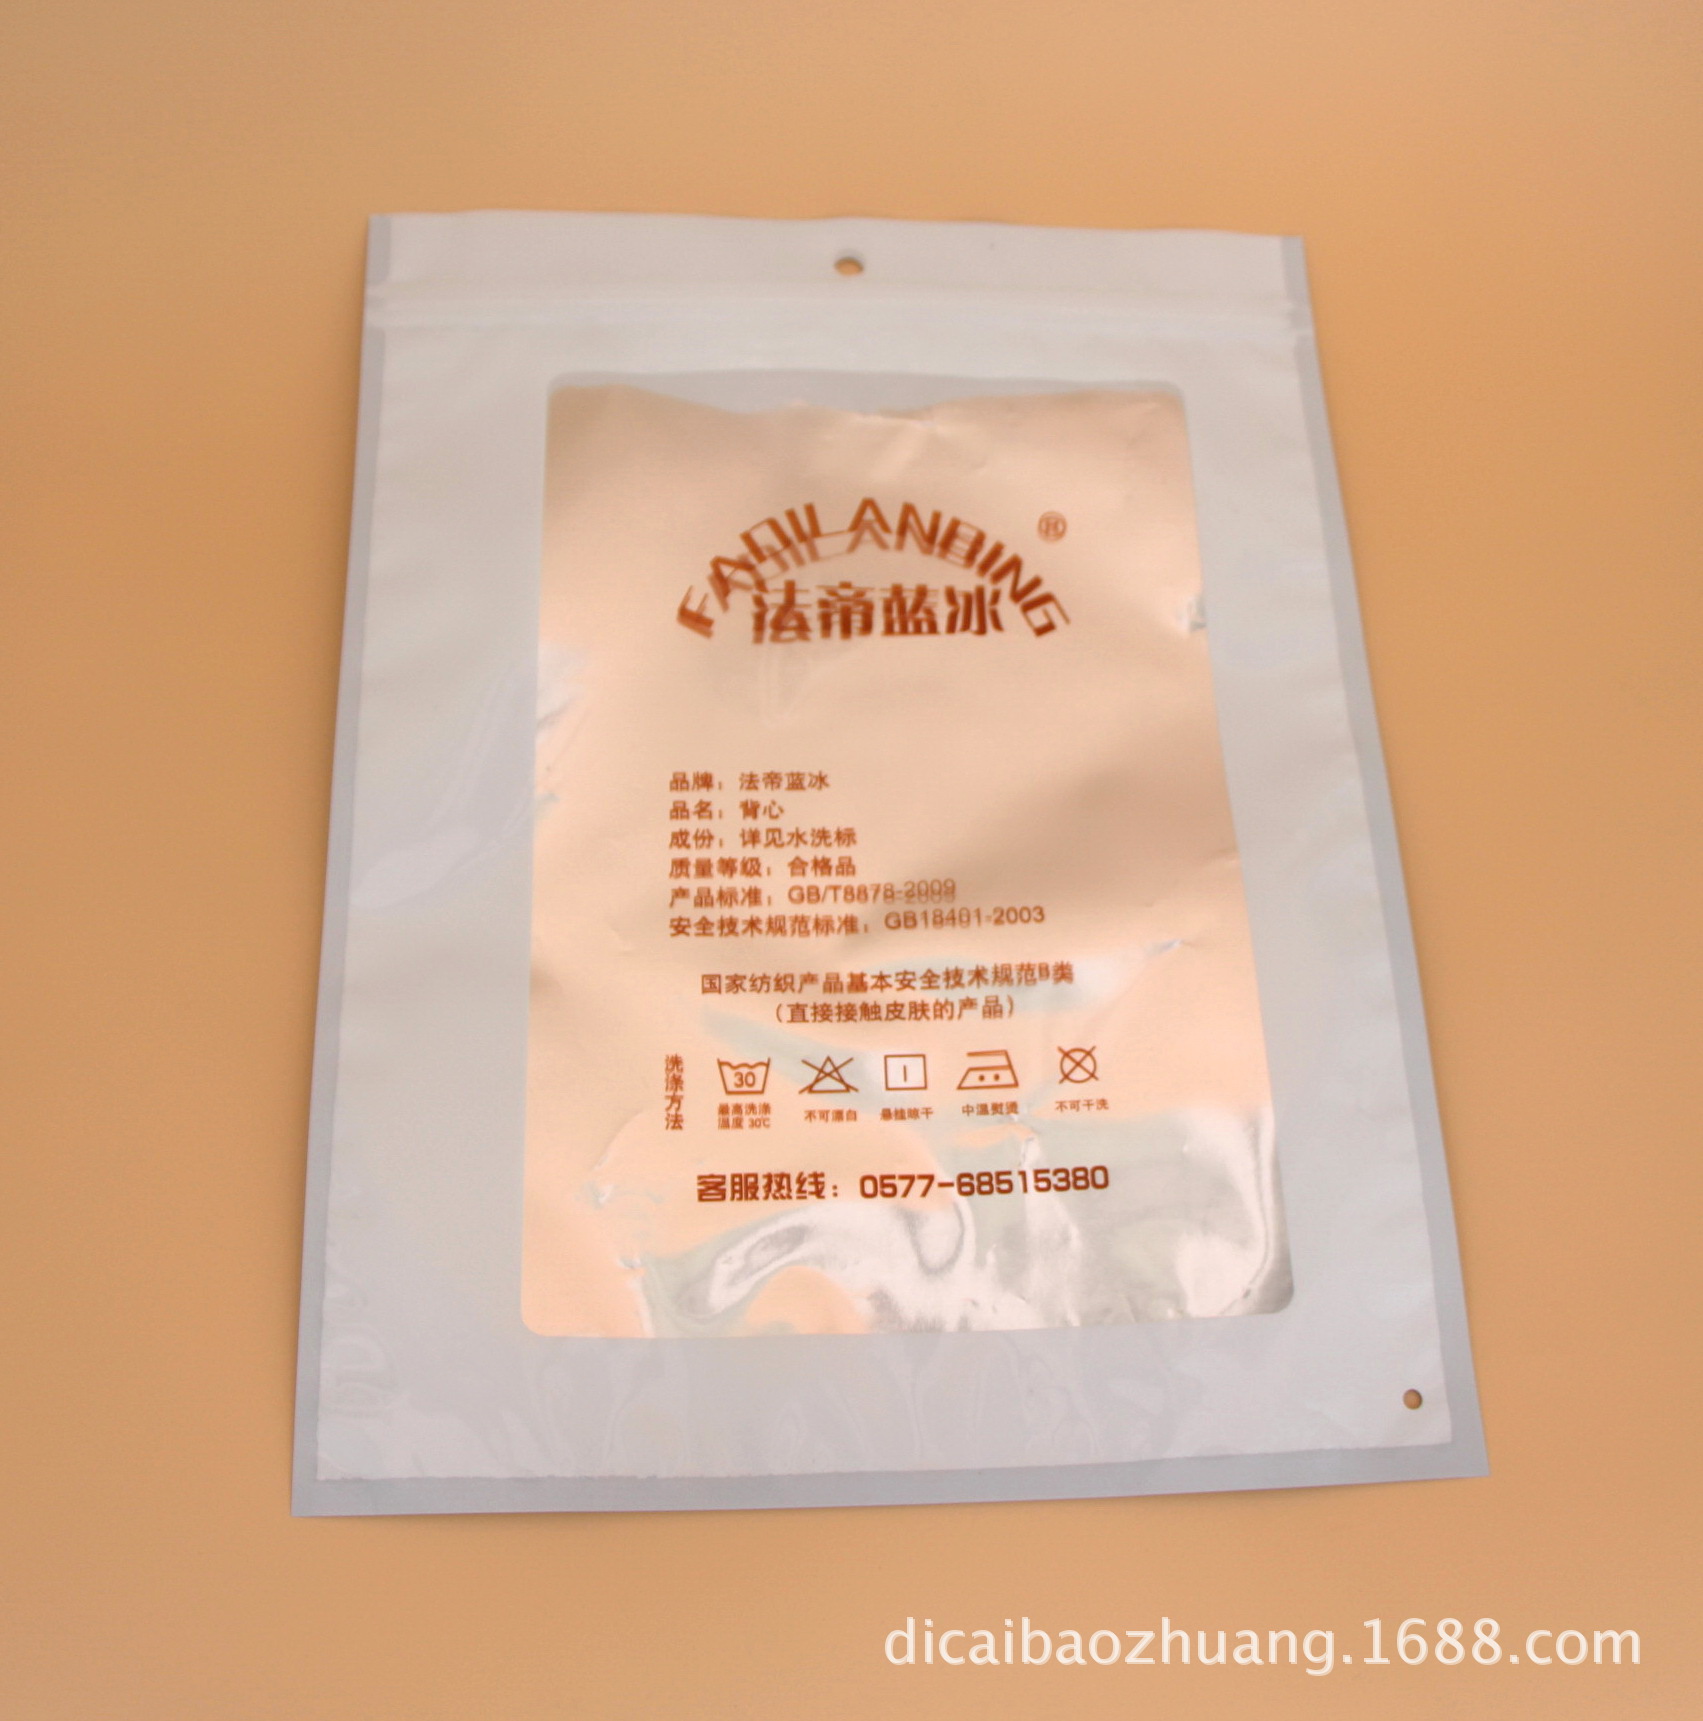 FADILANBING®
法帝蓝冰
品牌：法帝蓝冰
品名：背心
成份：详见水洗标
质量等级：合格品
产品标准：GB/T8878-2009
安全技术规范标准：GB18401-2003
国家纺织产品基本安全技术规范B类
（直接接触皮肤的产品）
洗涤方法
30
最高洗涤
温度 30℃
不可漂白
悬挂晾干
中温熨烫
不可干洗
客服热线：0577-68515380
dicaibaozhuang.1688.com